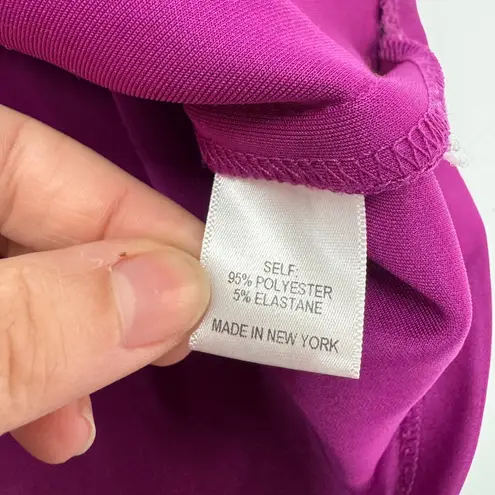 SELF:
95% POLYESTER
5% ELASTANE
MADE IN NEW YORK